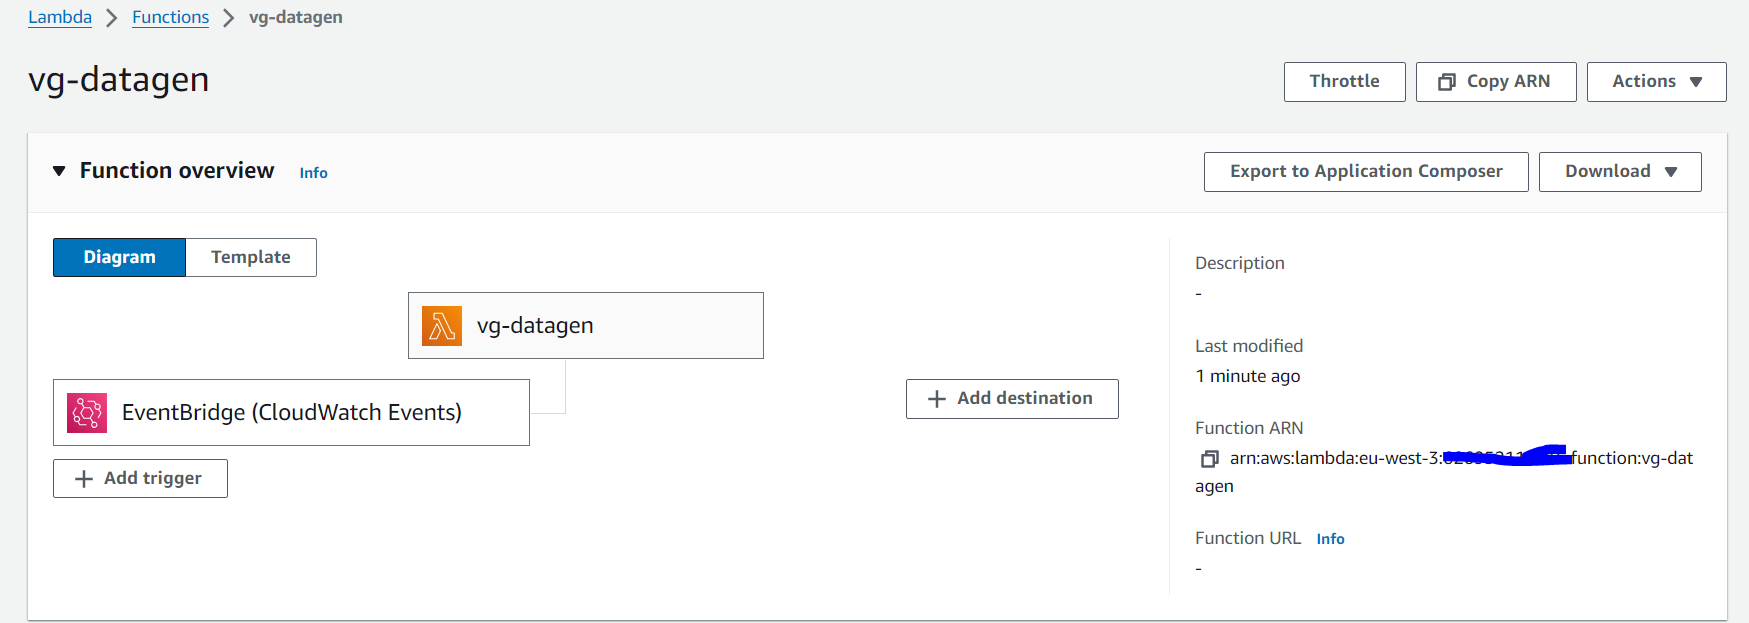 Lambda > Functions > vg-datagen
vg-datagen
Throttle
Copy ARN
Actions
Function overview Info
Export to Application Composer
Download
Diagram
Template
vg-datagen
EventBridge (CloudWatch Events)
+ Add trigger
+ Add destination
Description
-
Last modified
1 minute ago
Function ARN
arn:aws:lambda:eu-west-3: function:vg-dat
agen
Function URL Info
-